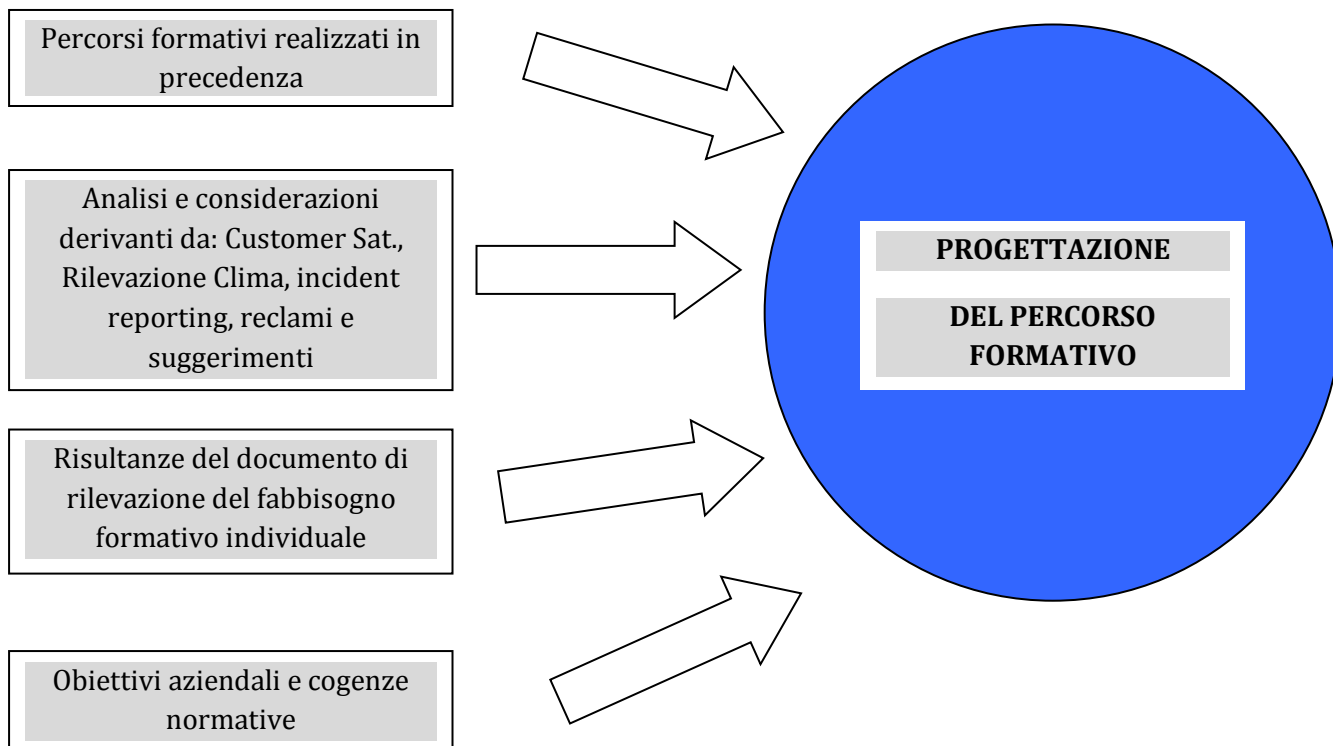 Percorsi formativi realizzati in
precedenza
Analisi e considerazioni
derivanti da: Customer Sat.,
Rilevazione Clima, incident
reporting, reclami e
suggerimenti
Risultanze del documento di
rilevazione del fabbisogno
formativo individuale
Obiettivi aziendali e cogenze
normative
PROGETTAZIONE
DEL PERCORSO
FORMATIVO